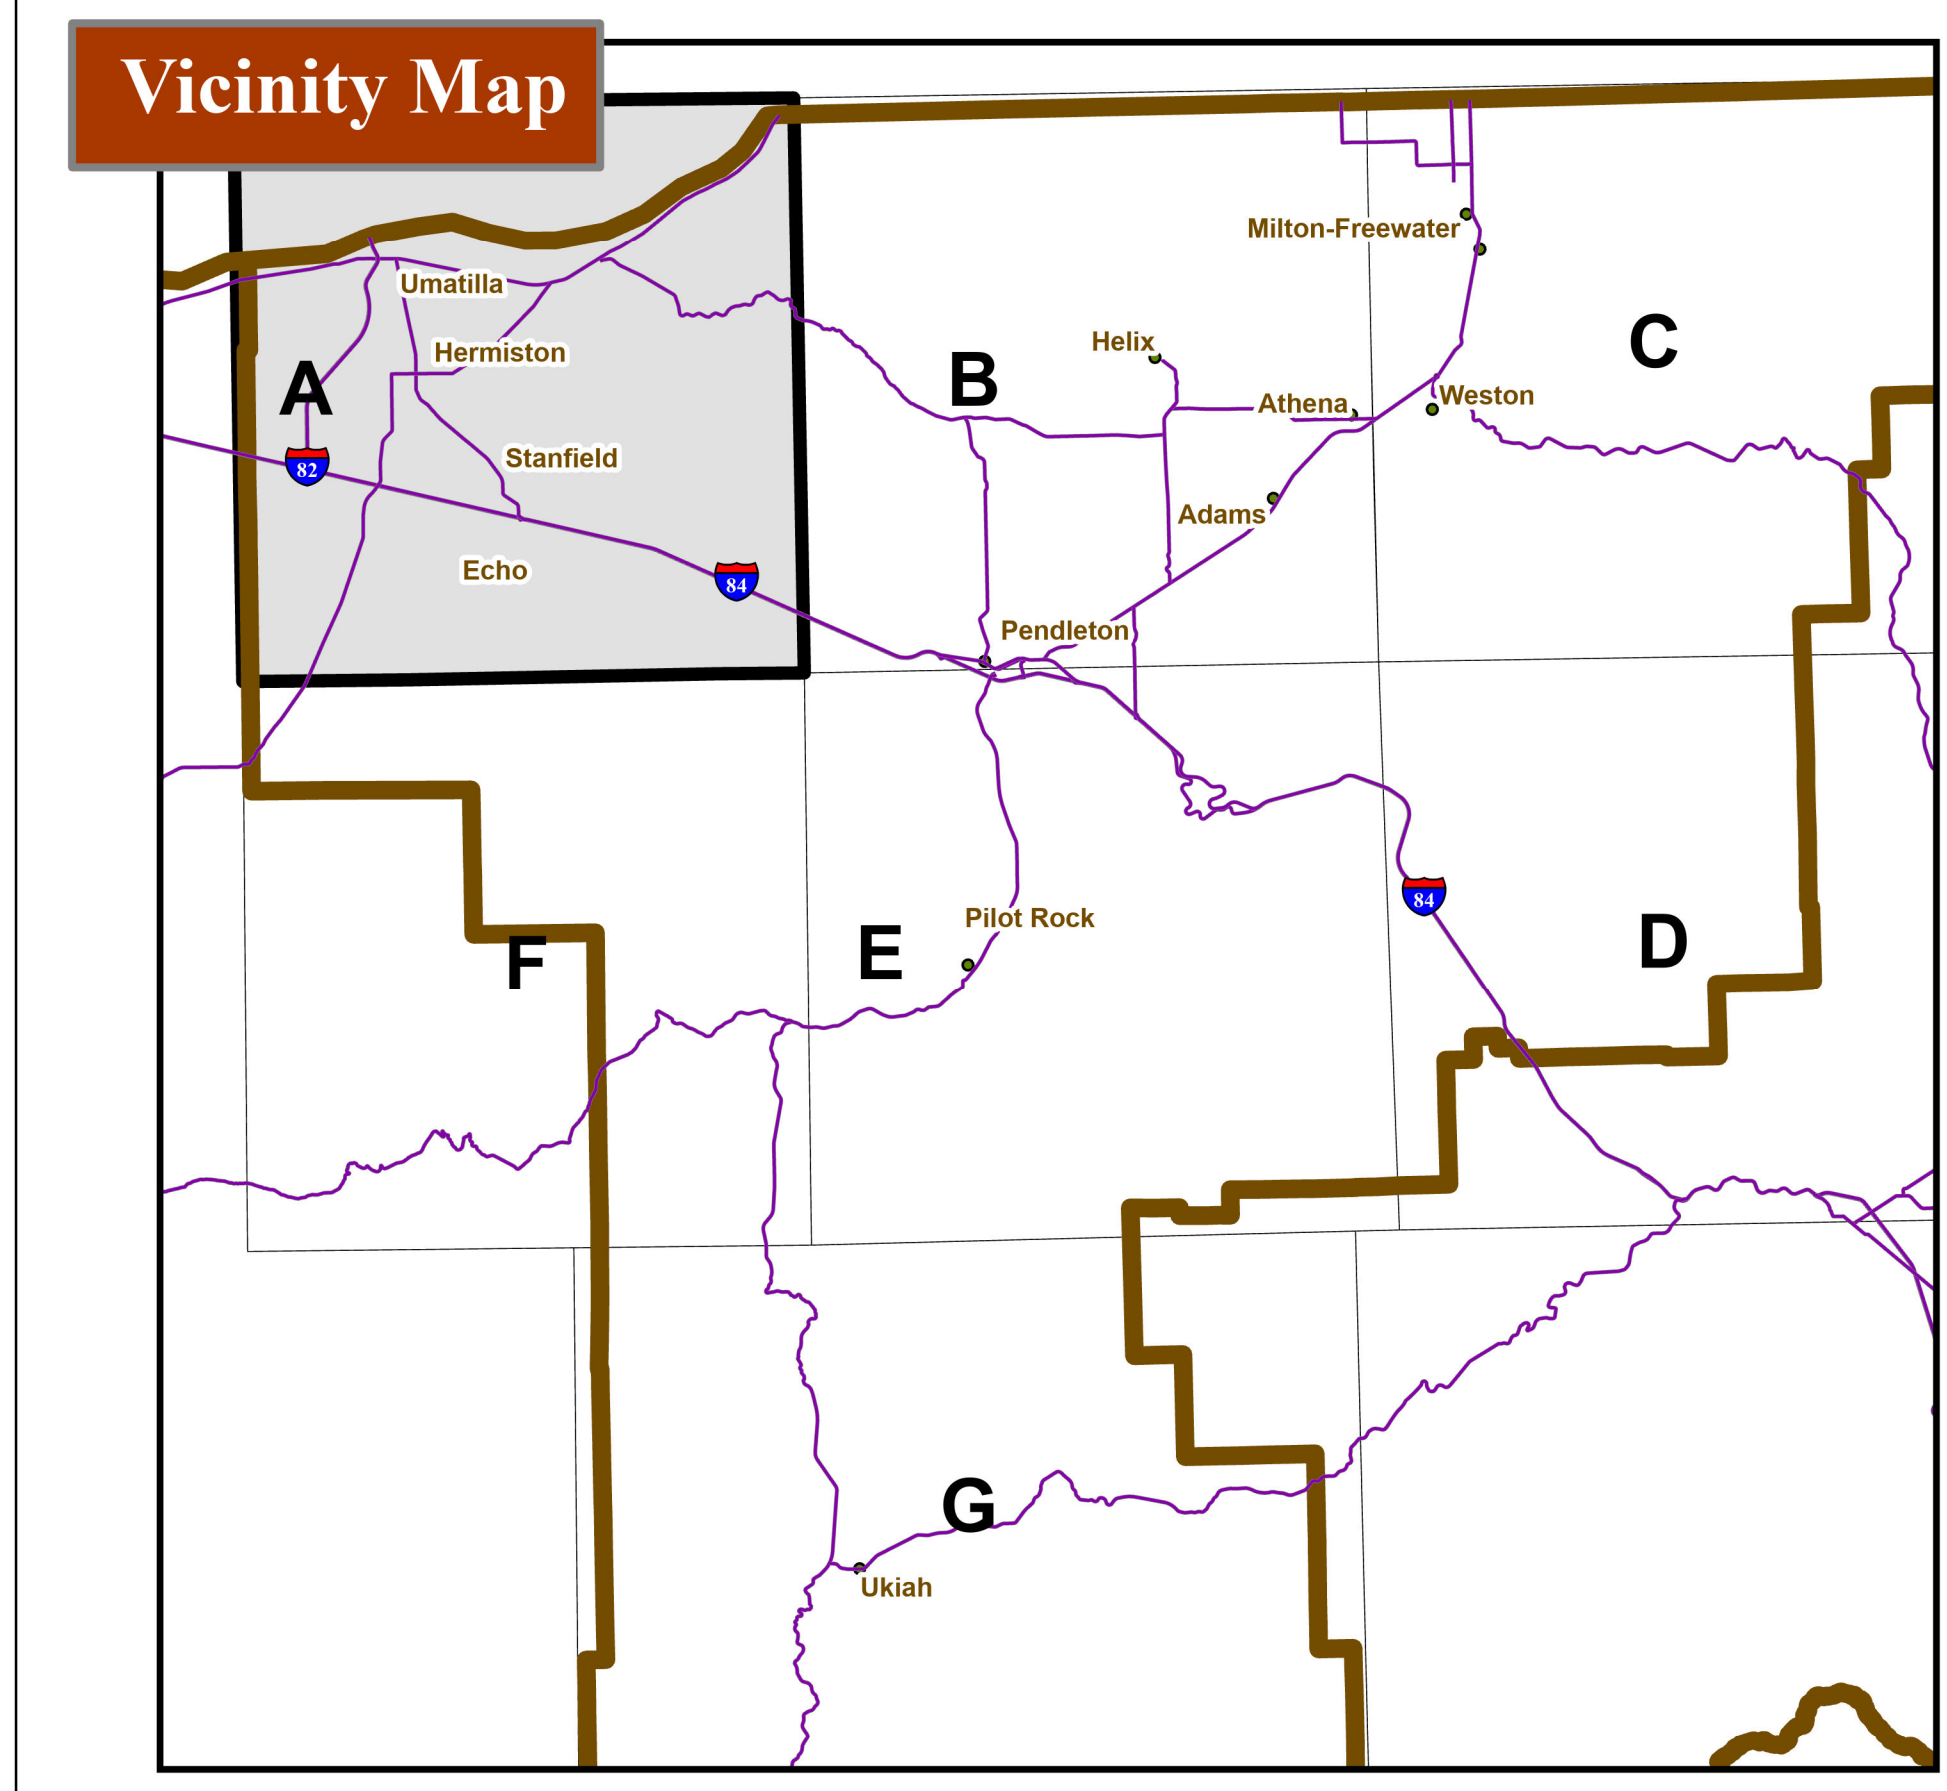 Vicinity Map
Milton-Freewater
Umatilla
Helix
C
Hermiston
B
A
Weston
Athena
Stanfield
82
Adams
Echo
84
Pendleton
84
Pilot Rock
D
E
F
G
Ukiah